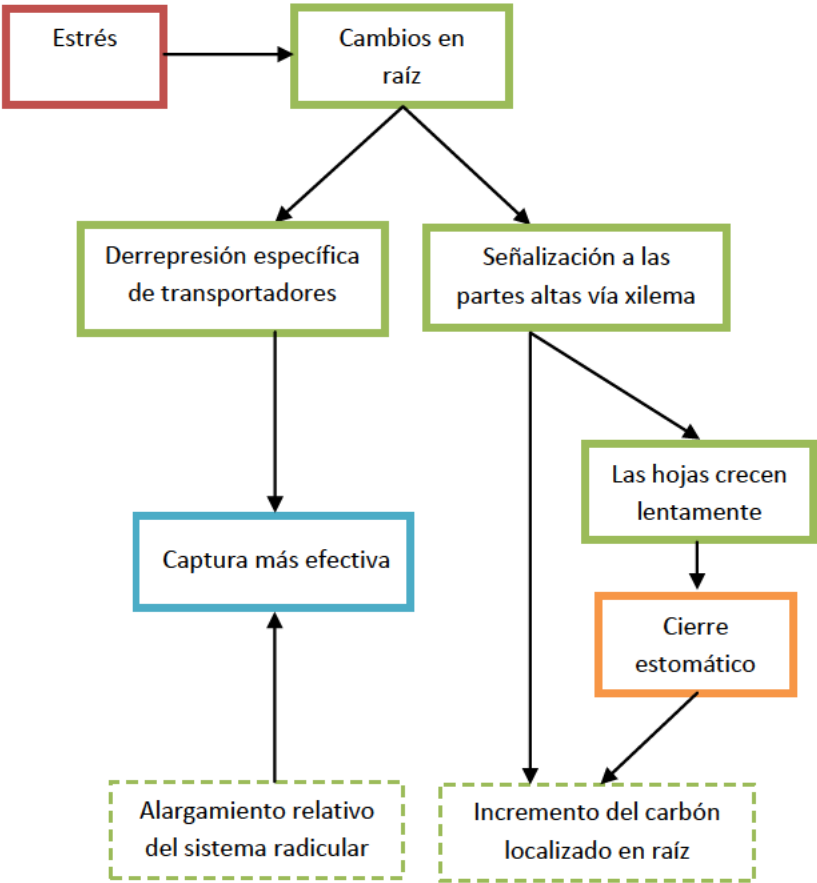 Estrés
Cambios en
raíz
Derrepresión específica
de transportadores
Señalización a las
partes altas vía xilema
Las hojas crecen
lentamente
Captura más efectiva
Cierre
estomático
Alargamiento relativo
del sistema radicular
Incremento del carbón
localizado en raíz